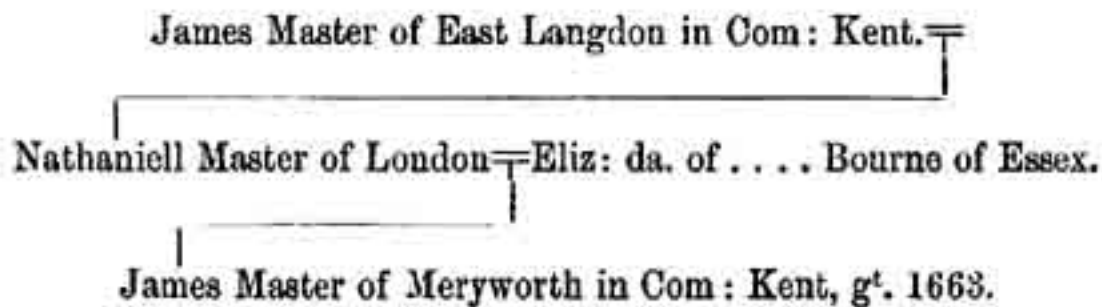 James Master of East Langdon in Com: Kent.
Nathaniell Master of London=Eliz: da. of .... Bourne of Essex.
James Master of Meryworth in Com: Kent, gᵗ. 1663.